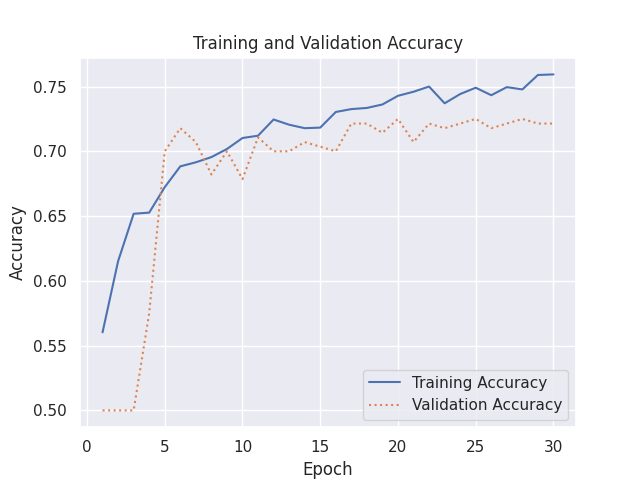 Training and Validation Accuracy
0.75
0.70
0.65
0.60
0.55
0.50
Accuracy
0
5
10
15
20
25
30
Epoch
Training Accuracy
Validation Accuracy